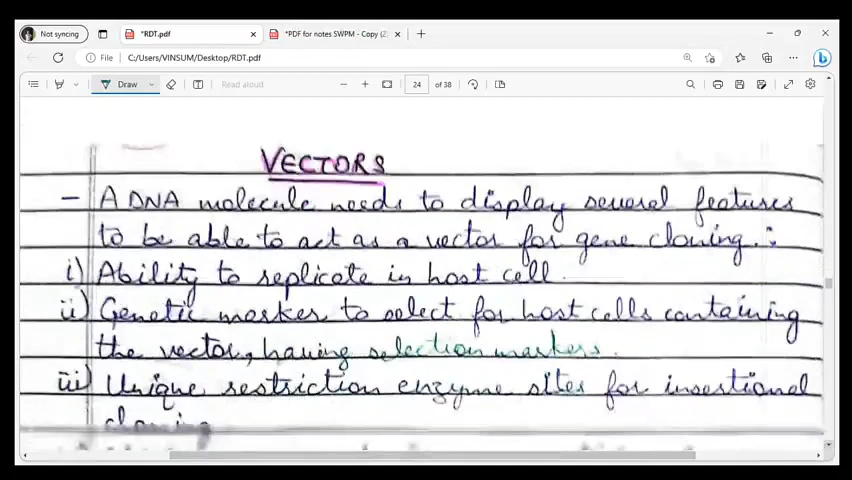 Not syncing
*RDT.pdf
*PDF for notes SWPM - Copy (2)
File C:/Users/VINSUM/Desktop/RDT.pdf
Draw Read aloud 24 of 38
VECTORS
- A DNA molecule needs to display several features
to be able to act as a vector for gene cloning :
i) Ability to replicate in host cell.
ii) Genetic marker to select for host cells containing
the vector, having selection markers.
iii) Unique restriction enzyme sites for insertional
cloning